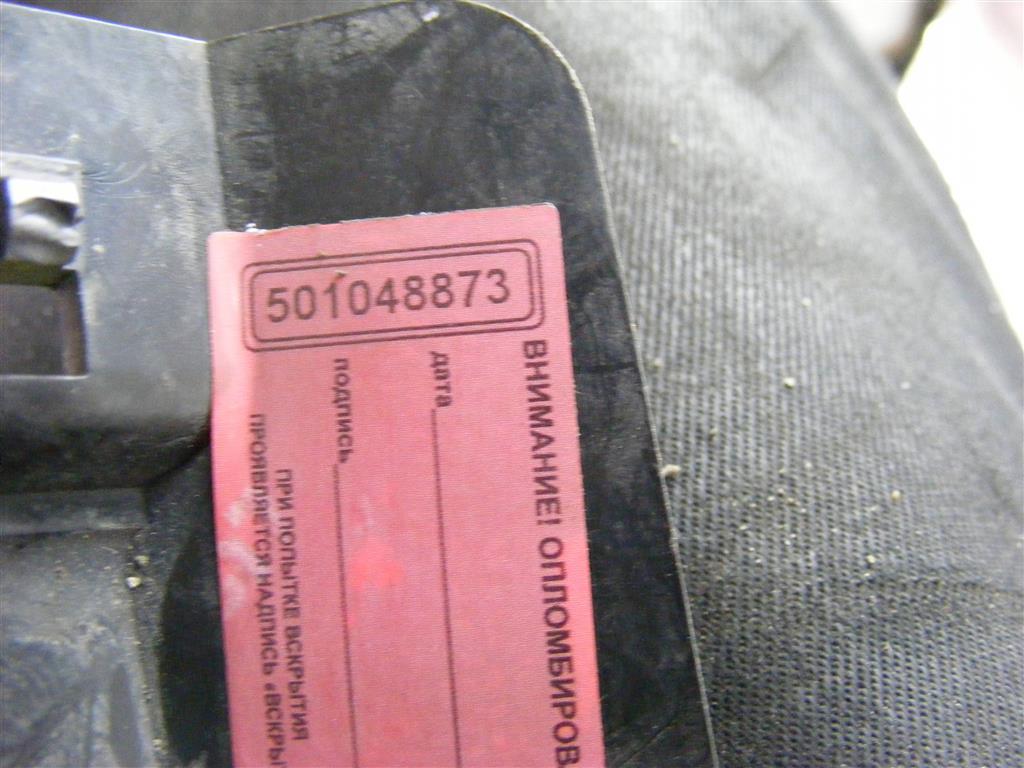 501048873
ВНИМАНИЕ! ОПЛОМБИРОВ
дата
подпись
ПРИ ПОПЫТКЕ ВСКРЫТИЯ
ПРОЯВЛЯЕТСЯ НАДПИСЬ «ВСКРЫ